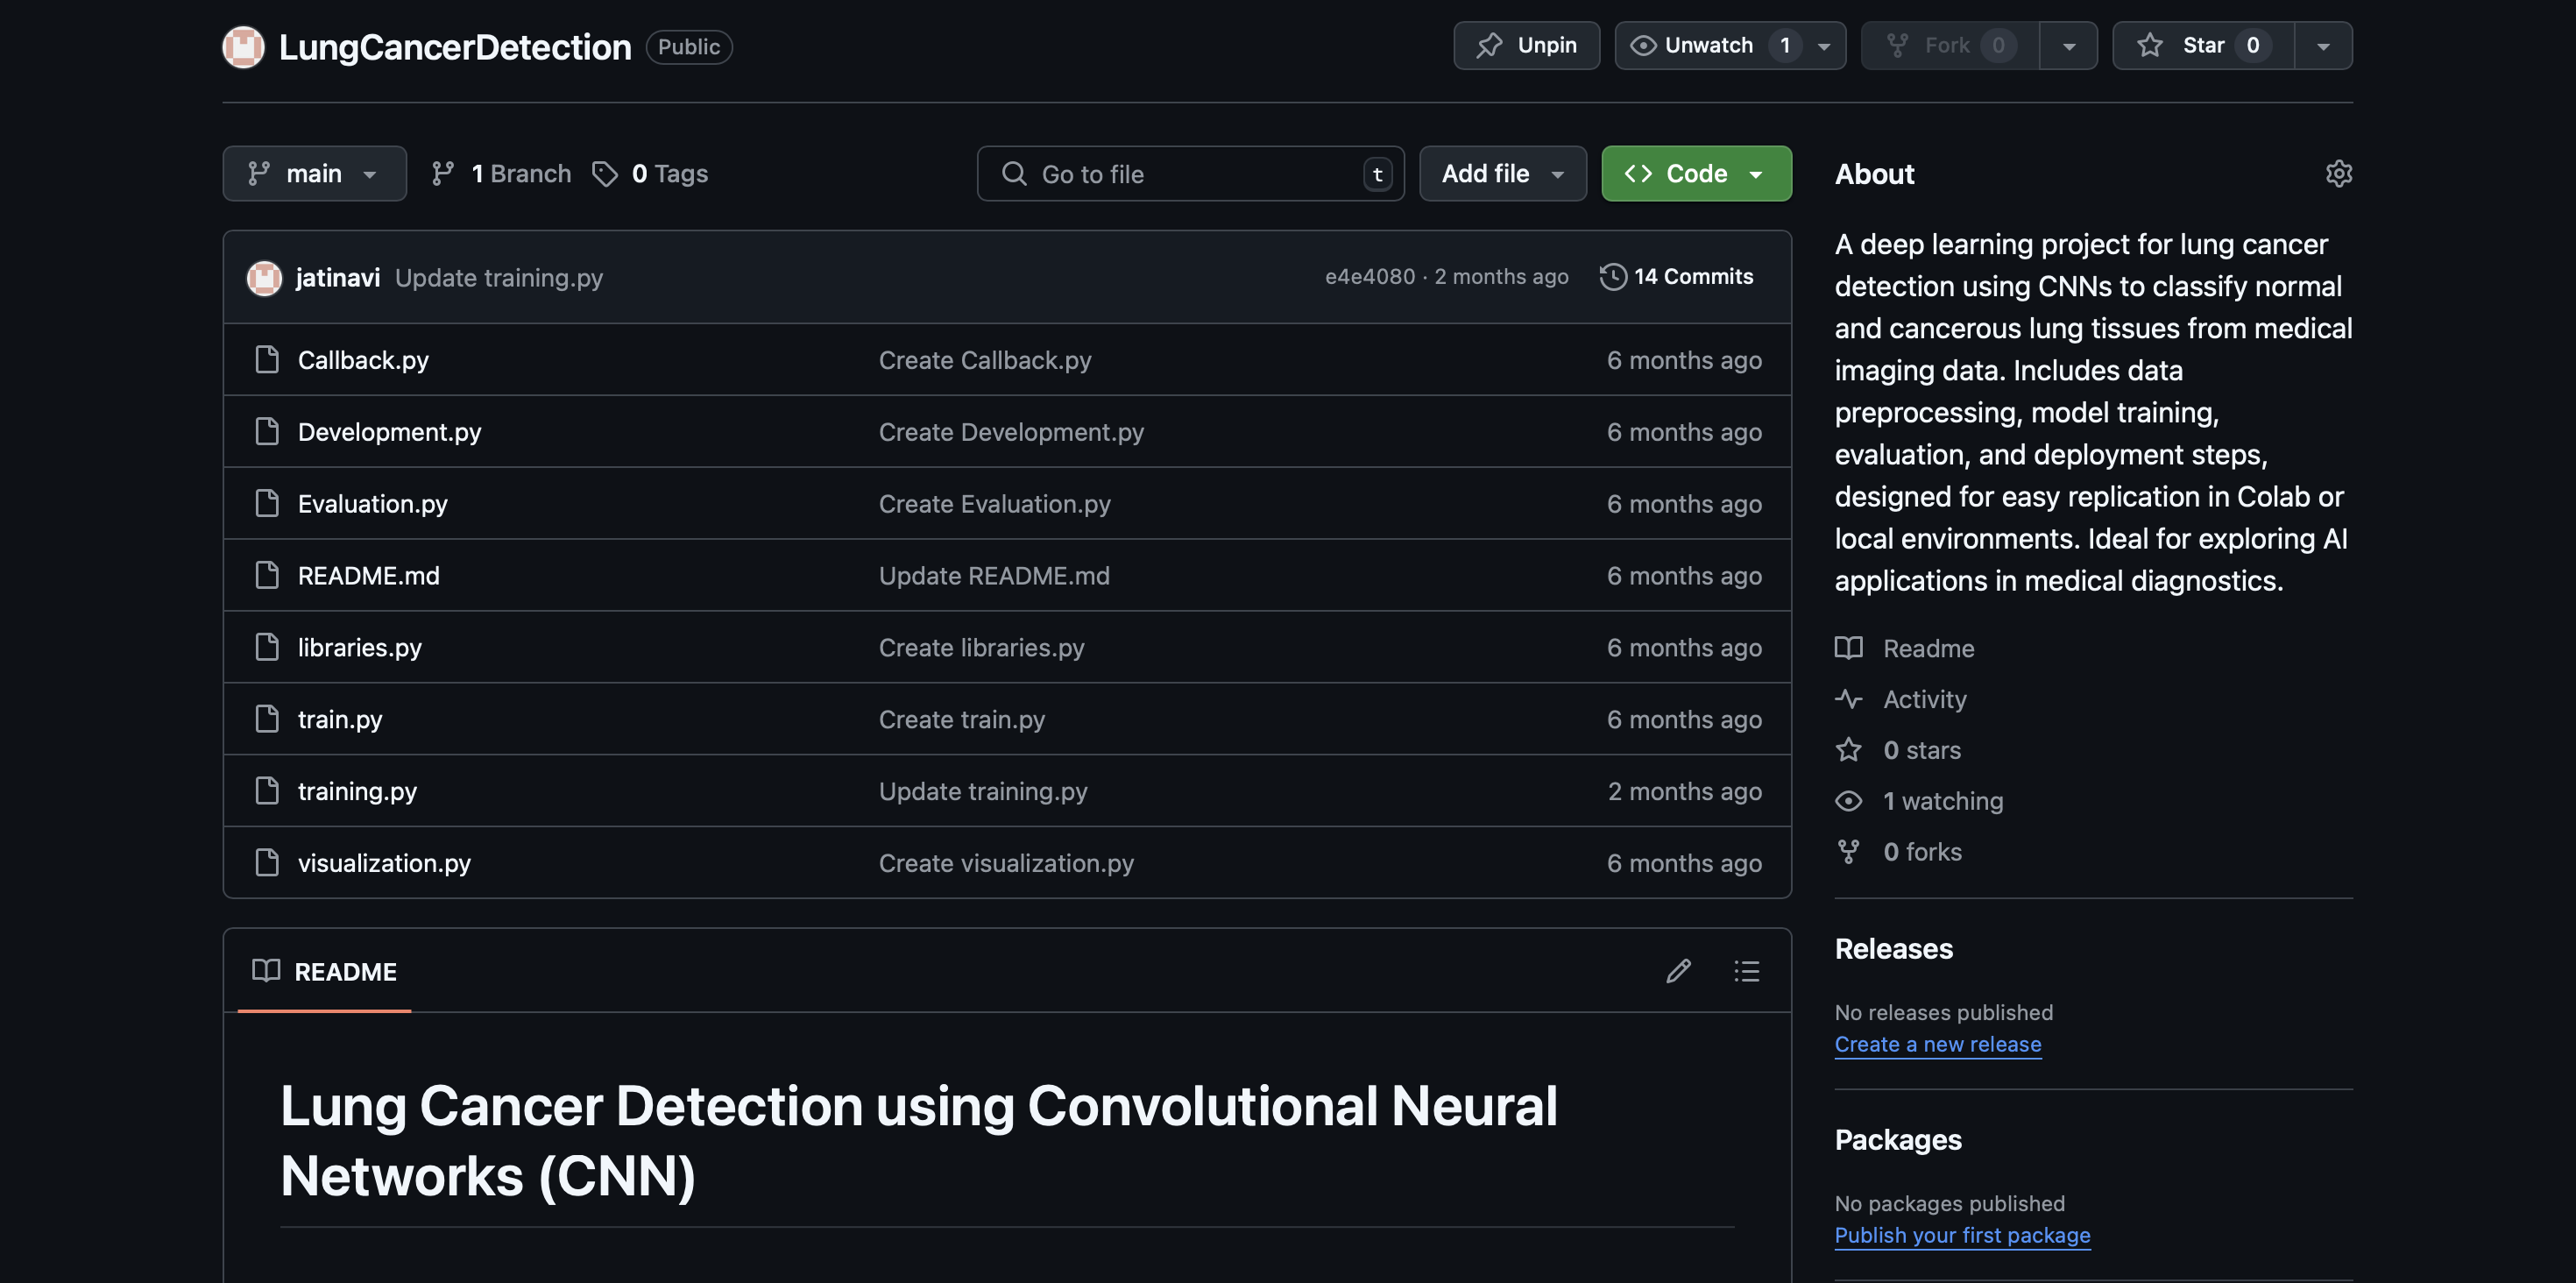 LungCancerDetection Public
Unpin Unwatch 1 Fork 0 Star 0
main 1 Branch 0 Tags
Go to file t Add file Code
jatinavi Update training.py e4e4080 · 2 months ago 14 Commits
Callback.py Create Callback.py 6 months ago
Development.py Create Development.py 6 months ago
Evaluation.py Create Evaluation.py 6 months ago
README.md Update README.md 6 months ago
libraries.py Create libraries.py 6 months ago
train.py Create train.py 6 months ago
training.py Update training.py 2 months ago
visualization.py Create visualization.py 6 months ago
README
Lung Cancer Detection using Convolutional Neural
Networks (CNN)
About
A deep learning project for lung cancer
detection using CNNs to classify normal
and cancerous lung tissues from medical
imaging data. Includes data
preprocessing, model training,
evaluation, and deployment steps,
designed for easy replication in Colab or
local environments. Ideal for exploring AI
applications in medical diagnostics.
Readme
Activity
0 stars
1 watching
0 forks
Releases
No releases published
Create a new release
Packages
No packages published
Publish your first package